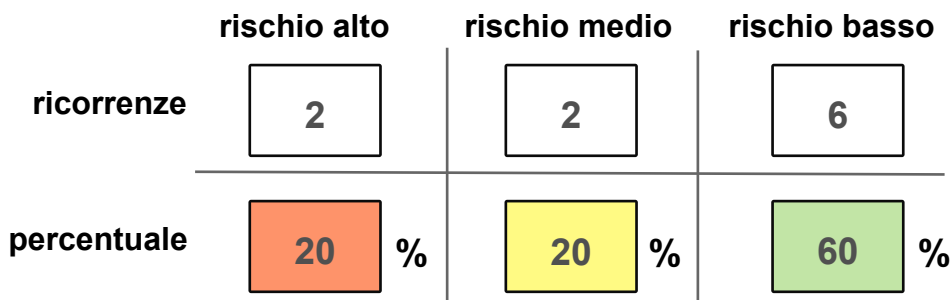 rischio alto rischio medio rischio basso
ricorrenze 2 2 6
percentuale 20 % 20 % 60 %